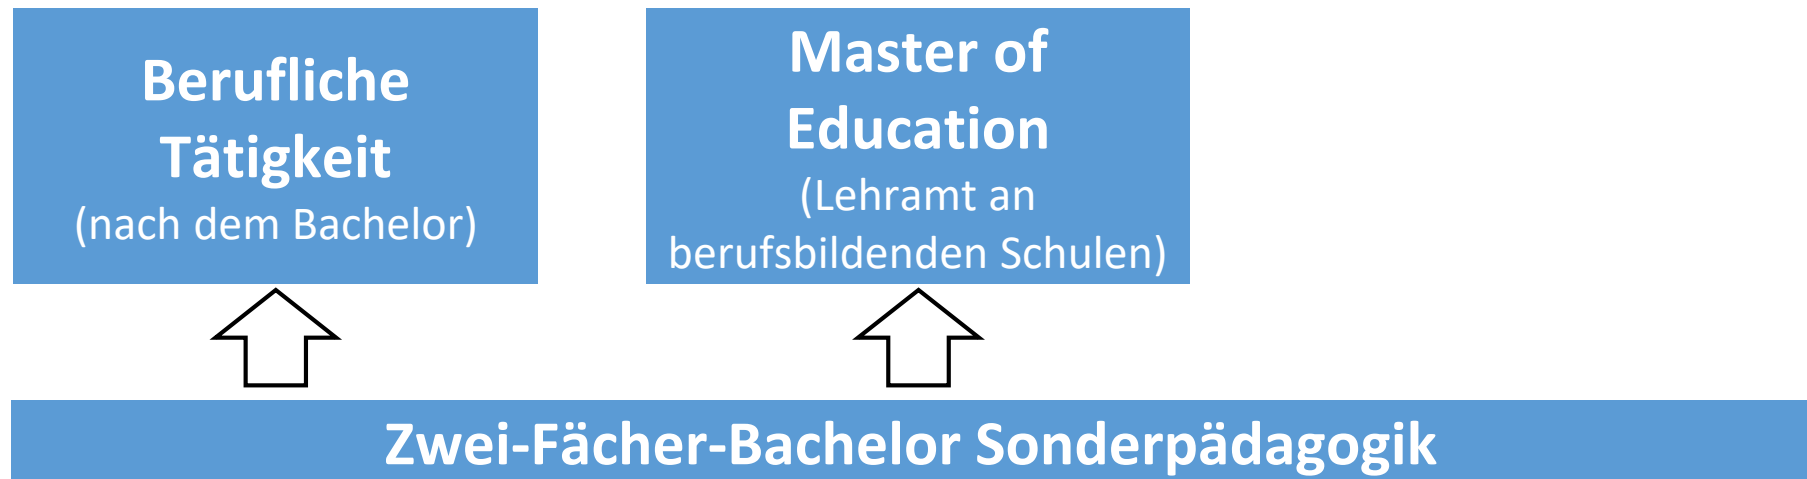 Berufliche
Tätigkeit
(nach dem Bachelor)
Master of
Education
(Lehramt an
berufsbildenden Schulen)
Zwei-Fächer-Bachelor Sonderpädagogik